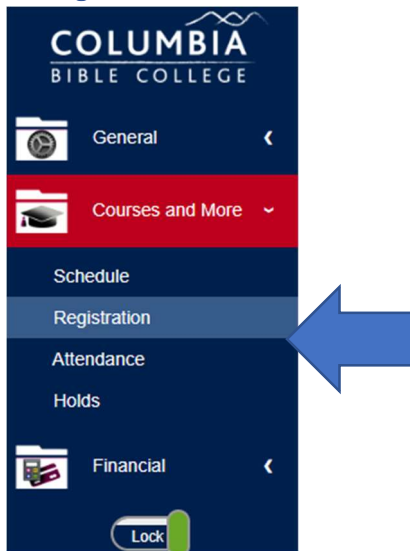 COLUMBIA
BIBLE COLLEGE
General
Courses and More
Schedule
Registration
Attendance
Holds
Financial
Lock